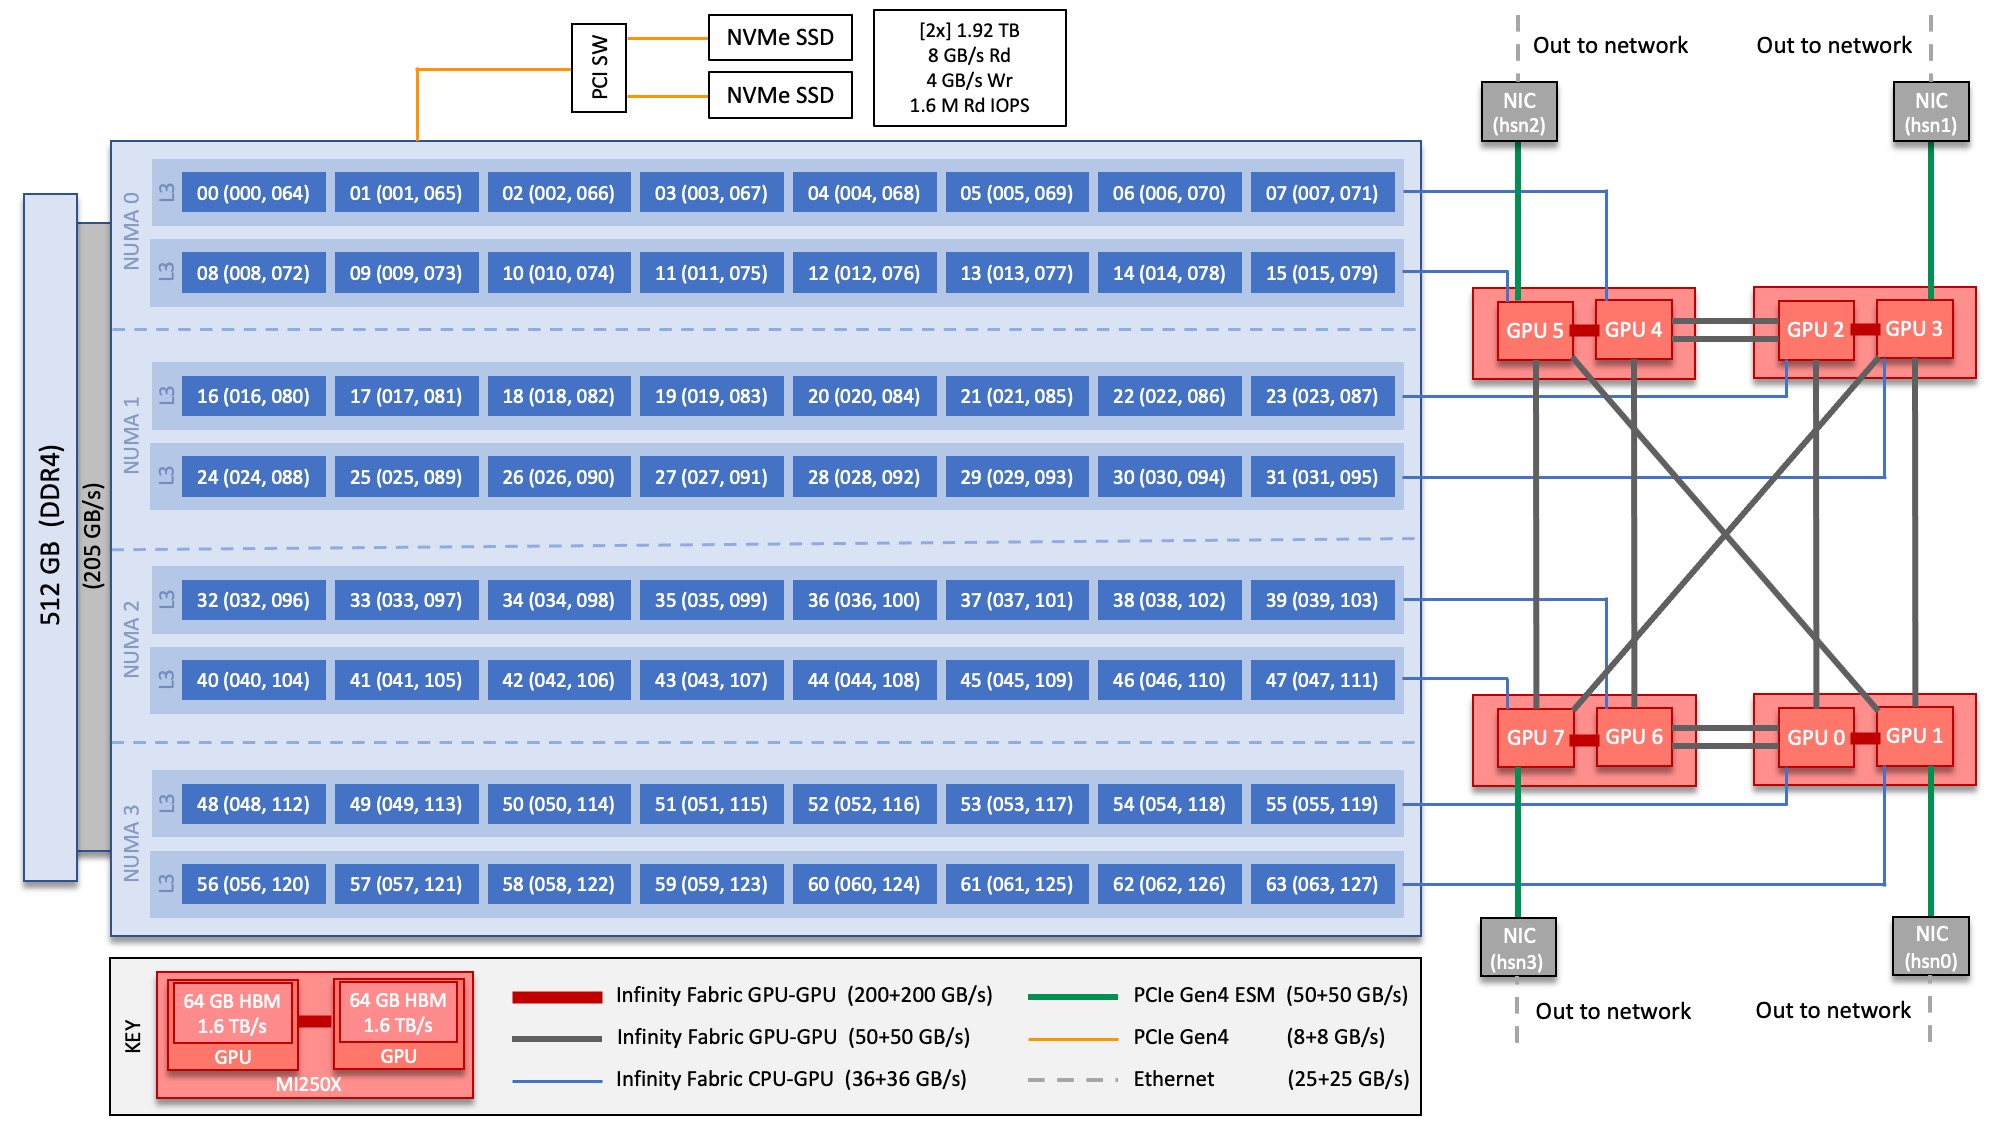 PCI SW
NVMe SSD
NVMe SSD
[2x] 1.92 TB
8 GB/s Rd
4 GB/s Wr
1.6 M Rd IOPS
Out to network
Out to network
NIC
(hsn2)
NIC
(hsn1)
512 GB (DDR4)
(205 GB/s)
NUMA 0
L3
00 (000, 064) 01 (001, 065) 02 (002, 066) 03 (003, 067) 04 (004, 068) 05 (005, 069) 06 (006, 070) 07 (007, 071)
L3
08 (008, 072) 09 (009, 073) 10 (010, 074) 11 (011, 075) 12 (012, 076) 13 (013, 077) 14 (014, 078) 15 (015, 079)
NUMA 1
L3
16 (016, 080) 17 (017, 081) 18 (018, 082) 19 (019, 083) 20 (020, 084) 21 (021, 085) 22 (022, 086) 23 (023, 087)
L3
24 (024, 088) 25 (025, 089) 26 (026, 090) 27 (027, 091) 28 (028, 092) 29 (029, 093) 30 (030, 094) 31 (031, 095)
NUMA 2
L3
32 (032, 096) 33 (033, 097) 34 (034, 098) 35 (035, 099) 36 (036, 100) 37 (037, 101) 38 (038, 102) 39 (039, 103)
L3
40 (040, 104) 41 (041, 105) 42 (042, 106) 43 (043, 107) 44 (044, 108) 45 (045, 109) 46 (046, 110) 47 (047, 111)
NUMA 3
L3
48 (048, 112) 49 (049, 113) 50 (050, 114) 51 (051, 115) 52 (052, 116) 53 (053, 117) 54 (054, 118) 55 (055, 119)
L3
56 (056, 120) 57 (057, 121) 58 (058, 122) 59 (059, 123) 60 (060, 124) 61 (061, 125) 62 (062, 126) 63 (063, 127)
GPU 5 GPU 4 GPU 2 GPU 3
GPU 7 GPU 6 GPU 0 GPU 1
NIC
(hsn3)
NIC
(hsn0)
Out to network
Out to network
KEY
64 GB HBM
1.6 TB/s
GPU
64 GB HBM
1.6 TB/s
GPU
MI250X
Infinity Fabric GPU-GPU (200+200 GB/s)
Infinity Fabric GPU-GPU (50+50 GB/s)
Infinity Fabric CPU-GPU (36+36 GB/s)
PCIe Gen4 ESM (50+50 GB/s)
PCIe Gen4 (8+8 GB/s)
Ethernet (25+25 GB/s)